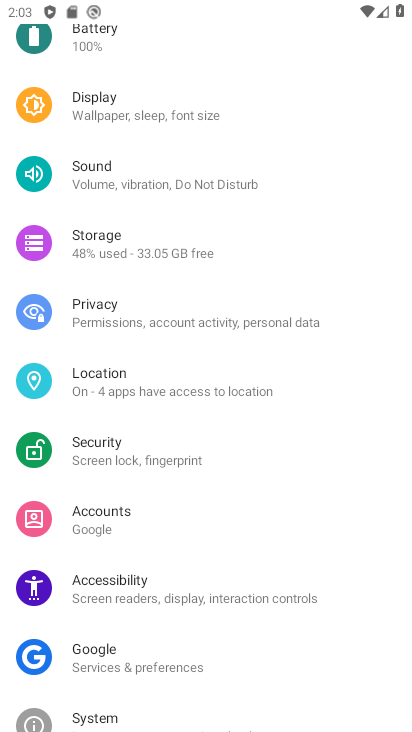 2:03
Battery
100%
Display
Wallpaper, sleep, font size
Sound
Volume, vibration, Do Not Disturb
Storage
48% used - 33.05 GB free
Privacy
Permissions, account activity, personal data
Location
On - 4 apps have access to location
Security
Screen lock, fingerprint
Accounts
Google
Accessibility
Screen readers, display, interaction controls
Google
Services & preferences
System